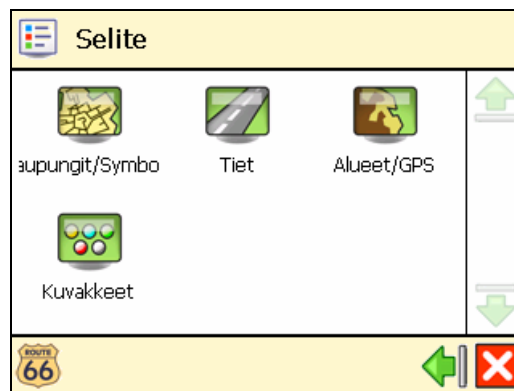 Selite
aupungit/Symbo
Tiet
Alueet/GPS
Kuvakkeet
ROUTE
66